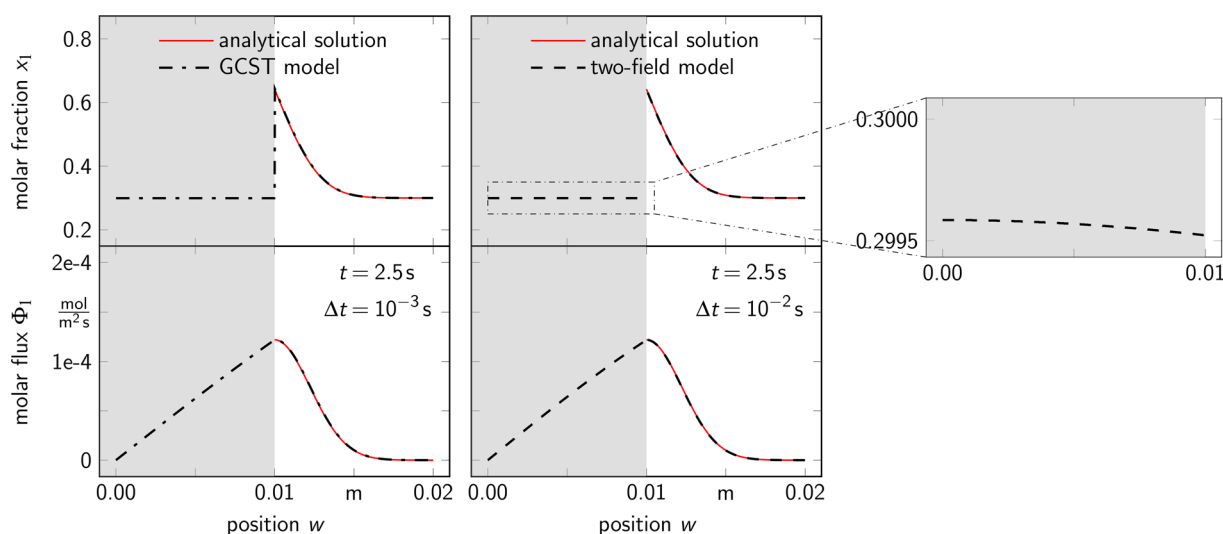 molar fraction x₁
0.8
0.6
0.4
0.2
analytical solution
GCST model
analytical solution
two-field model
0.3000
0.2995
0.00
0.01
molar flux Φ₁ mol/m²s
2e-4
1e-4
0
t = 2.5 s
Δt = 10⁻³ s
t = 2.5 s
Δt = 10⁻² s
0.00 0.01 m 0.02
position w
0.00 0.01 m 0.02
position w